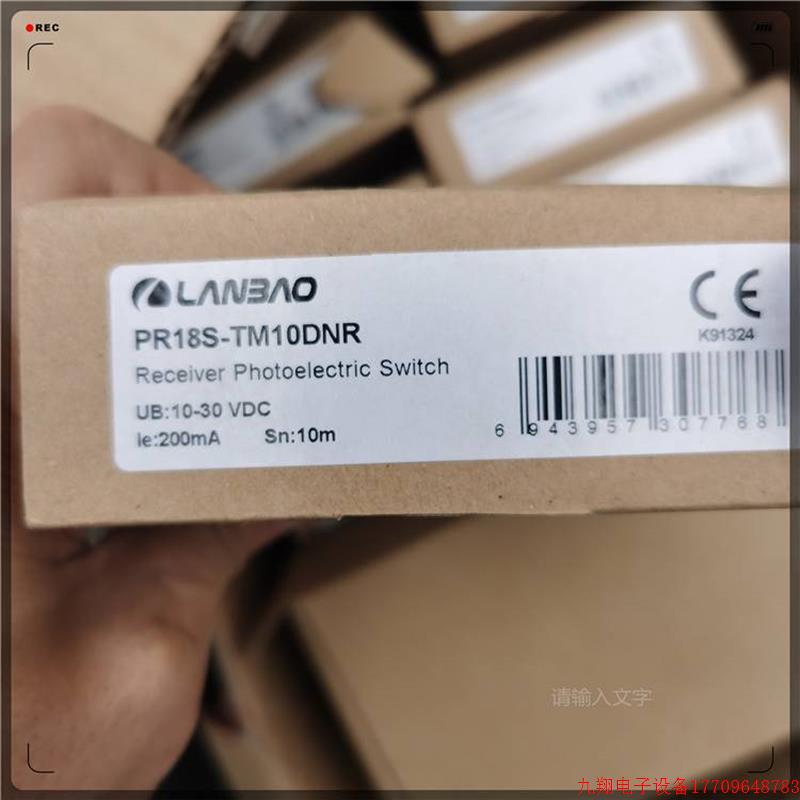 REC
LANBAO
PR18S-TM10DNR
Receiver Photoelectric Switch
UB:10-30 VDC
Ie:200mA Sn:10m
CE
K91324
6 943957 307768
请输入文字
九翔电子设备17709648783